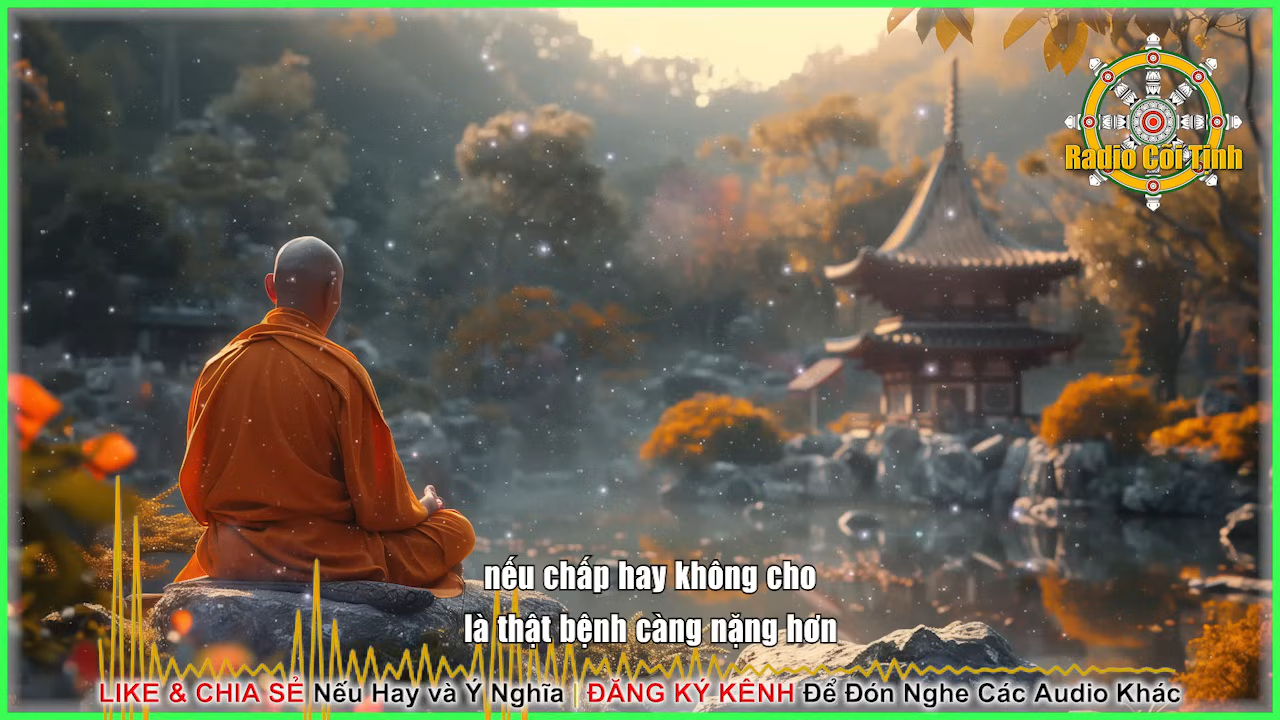 Radio Cõi Tịnh
nếu chấp hay không cho
là thật bệnh càng nặng hơn
LIKE & CHIA SẺ Nếu Hay và Ý Nghĩa | ĐĂNG KÝ KÊNH Để Đón Nghe Các Audio Khác